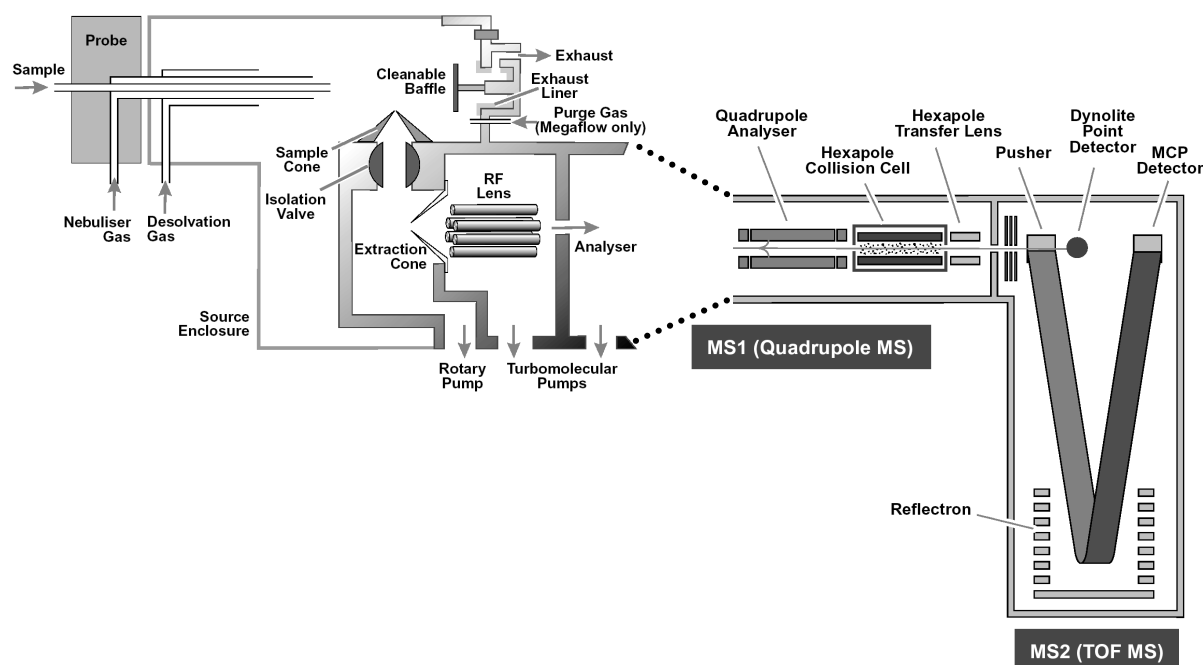 Probe
Sample
Nebuliser
Gas
Desolvation
Gas
Source
Enclosure
Cleanable
Baffle
Exhaust
Exhaust
Liner
Purge Gas
(Megaflow only)
Sample
Cone
Isolation
Valve
RF
Lens
Extraction
Cone
Analyser
Rotary
Pump
Turbomolecular
Pumps
Quadrupole
Analyser
Hexapole
Collision Cell
Hexapole
Transfer Lens
Pusher
Dynolite
Point
Detector
MCP
Detector
MS1 (Quadrupole MS)
Reflectron
MS2 (TOF MS)